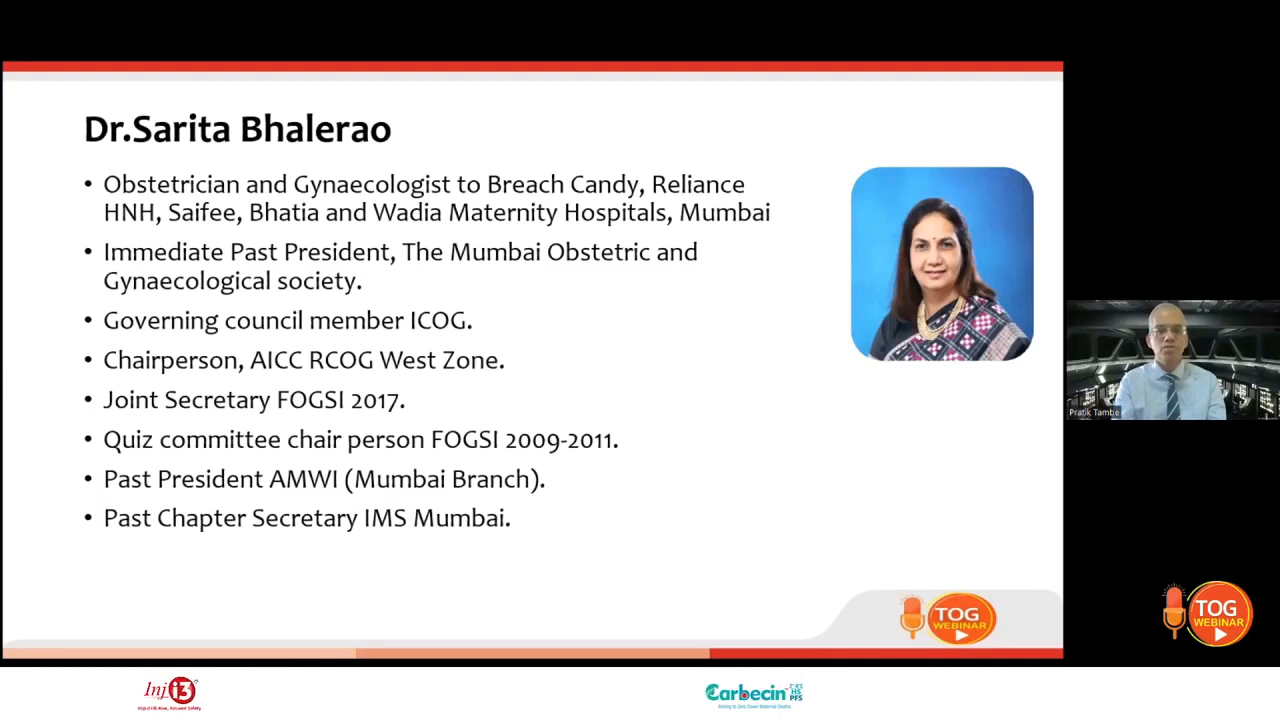 Dr.Sarita Bhalerao
• Obstetrician and Gynaecologist to Breach Candy, Reliance
HNH, Saifee, Bhatia and Wadia Maternity Hospitals, Mumbai
• Immediate Past President, The Mumbai Obstetric and
Gynaecological society.
• Governing council member ICOG.
• Chairperson, AICC RCOG West Zone.
• Joint Secretary FOGSI 2017.
• Quiz committee chair person FOGSI 2009-2011.
• Past President AMWI (Mumbai Branch).
• Past Chapter Secretary IMS Mumbai.
Pratik Tambe
TOG
WEBINAR
TOG
WEBINAR
Inj i3
Carbecin
PFS